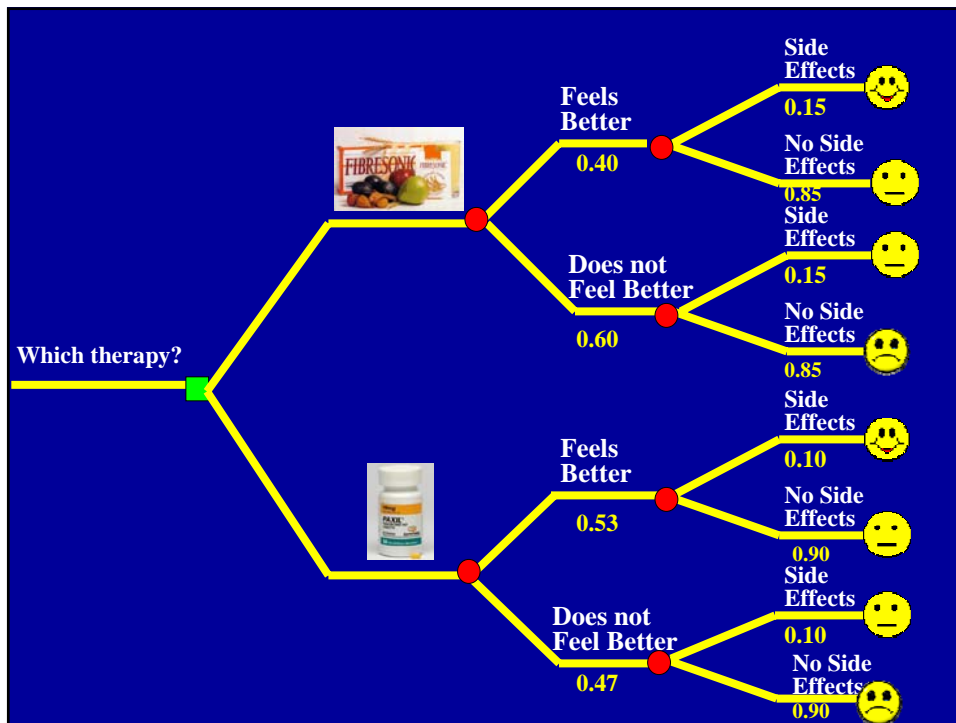 Side
Effects
0.15
Feels
Better
0.40
No Side
Effects
0.85
FIBRESONIC
FIBRESONIC
Side
Effects
0.15
Does not
Feel Better
0.60
No Side
Effects
0.85
Which therapy?
Side
Effects
0.10
Feels
Better
0.53
No Side
Effects
0.90
PAXIL
Side
Effects
0.10
Does not
Feel Better
0.47
No Side
Effects
0.90